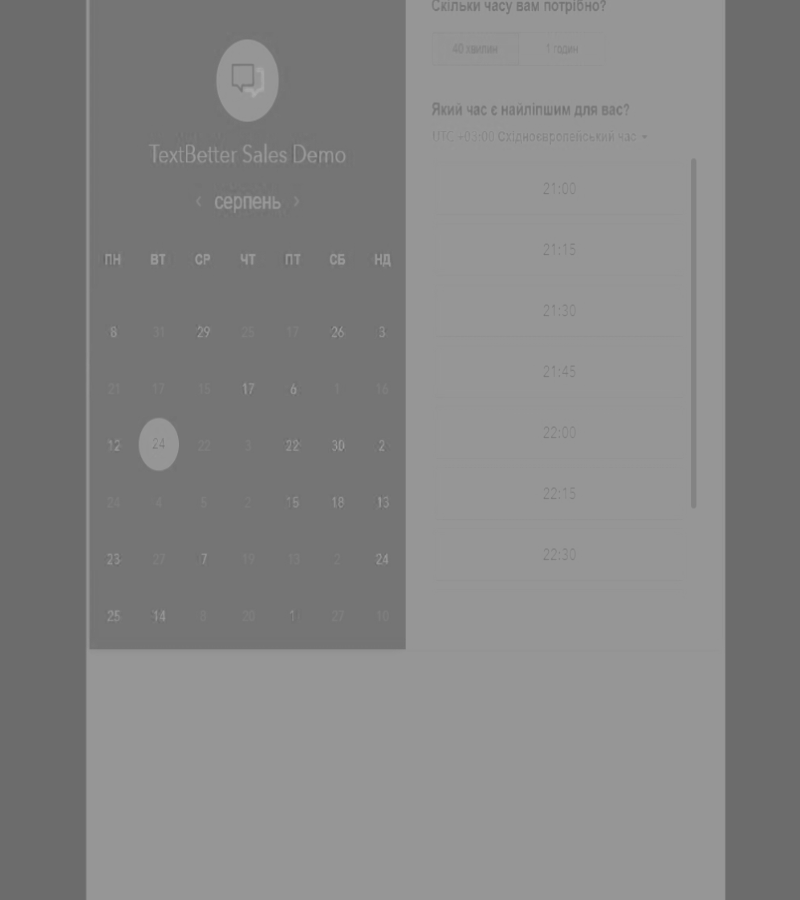 TextBetter Sales Demo
‹ серпень ›
ПН ВТ СР ЧТ ПТ СБ НД
8 31 29 25 17 26 3
21 17 15 17 6 16
12 24 22 3 22 30 2
24 4 5 2 15 18 13
23 27 7 19 13 2 24
25 14 20 27 10
Скільки часу вам потрібно?
40 хвилин 1 годин
Який час є найліпшим для вас?
UTC +03:00 Східноєвропейський час
21:00
21:15
21:30
21:45
22:00
22:15
22:30